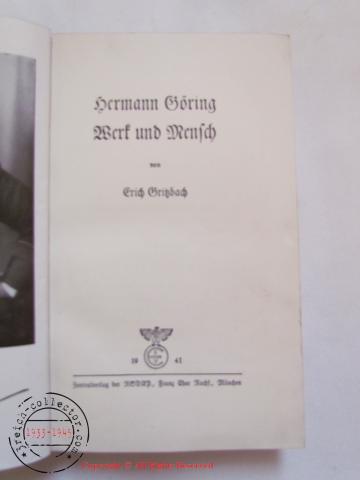 Hermann Göring
Werk und Mensch
von
Erich Gritzbach
19 41
Zentralverlag der NSDAP., Franz Eher Nachf., München
reich-collector.com
1933-1945
Copyright © All Rights Reserved